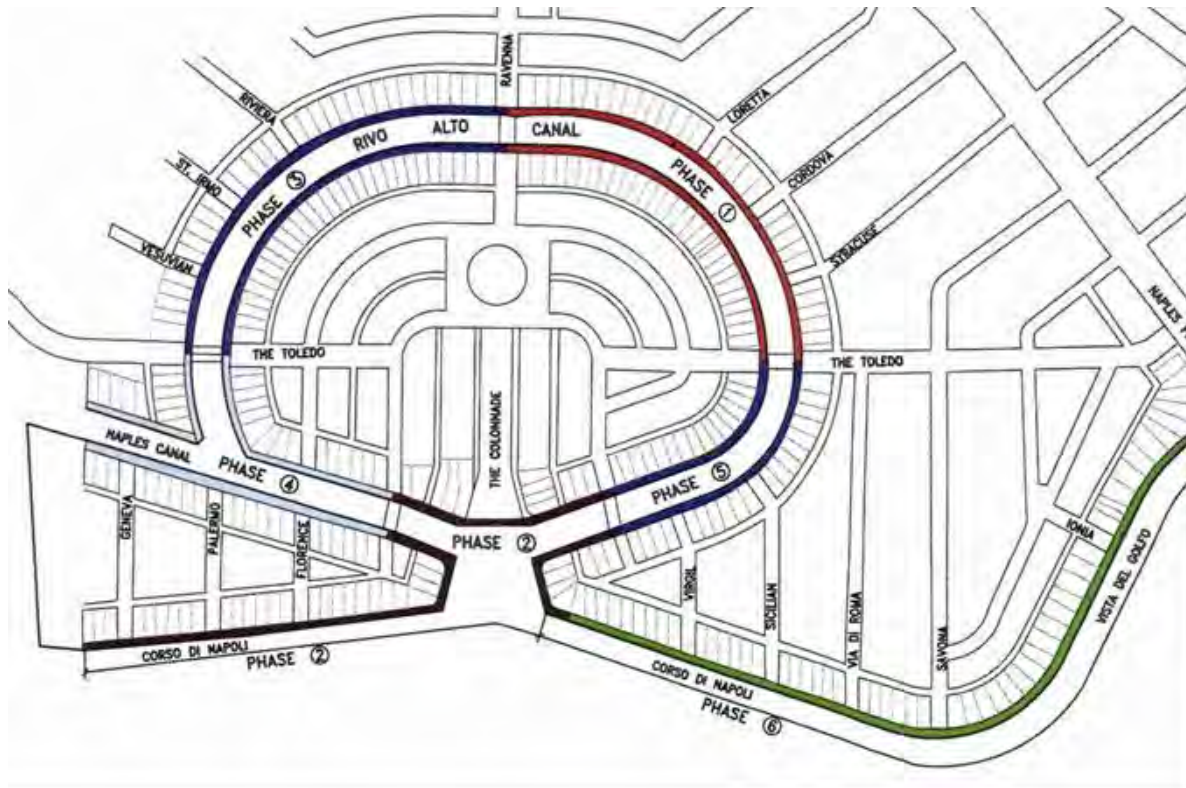 RAVENNA
RIVIERA
LORETTA
RIVO ALTO CANAL
ST. IRMO
PHASE ③
PHASE ①
CORDOVA
VESUVIAN
SYRACUSE
NAPLES
THE TOLEDO
THE TOLEDO
THE COLONNADE
NAPLES CANAL
PHASE ④
PHASE ⑤
PHASE ②
GENEVA
PALERMO
FLORENCE
IONIA
VISTA DEL GOLFO
VIRGIL
SICILIAN
VIA DI ROMA
SAVONA
CORSO DI NAPOLI
PHASE ②
CORSO DI NAPOLI
PHASE ⑥